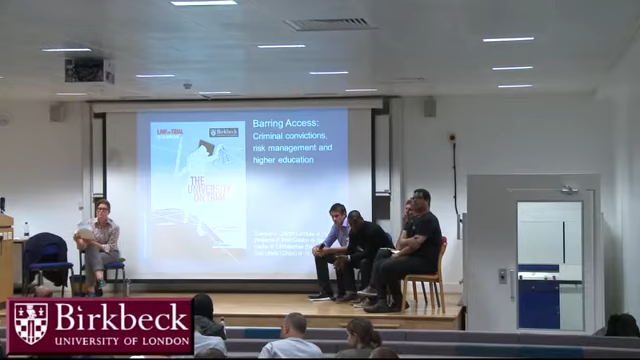 LAW on TRIAL
Birkbeck
Barring Access:
Criminal convictions,
risk management and
higher education
THE
UNIVERSITY
ON TRIAL
Birkbeck
UNIVERSITY OF LONDON